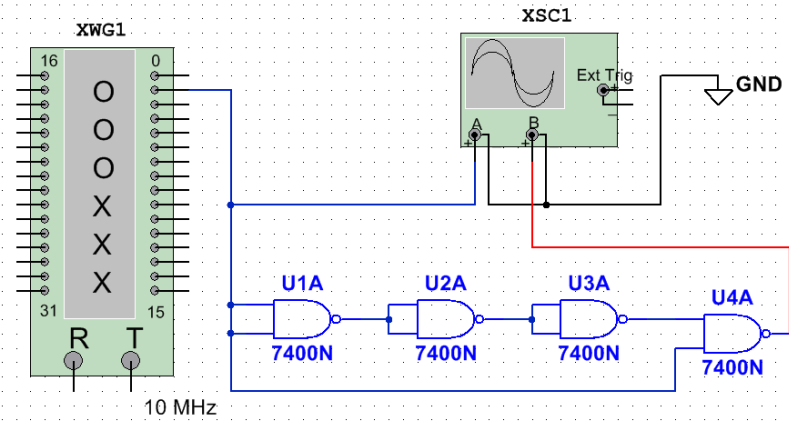 XSC1
XWG1
16 0
O
O
O
X
X
X
31 15
R T
10 MHz
Ext Trig
+
−
A B
+ +
GND
U1A U2A U3A U4A
7400N 7400N 7400N 7400N